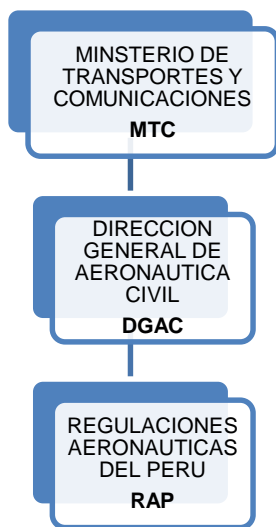 MINSTERIO DE
TRANSPORTES Y
COMUNICACIONES
MTC
DIRECCION
GENERAL DE
AERONAUTICA
CIVIL
DGAC
REGULACIONES
AERONAUTICAS
DEL PERU
RAP